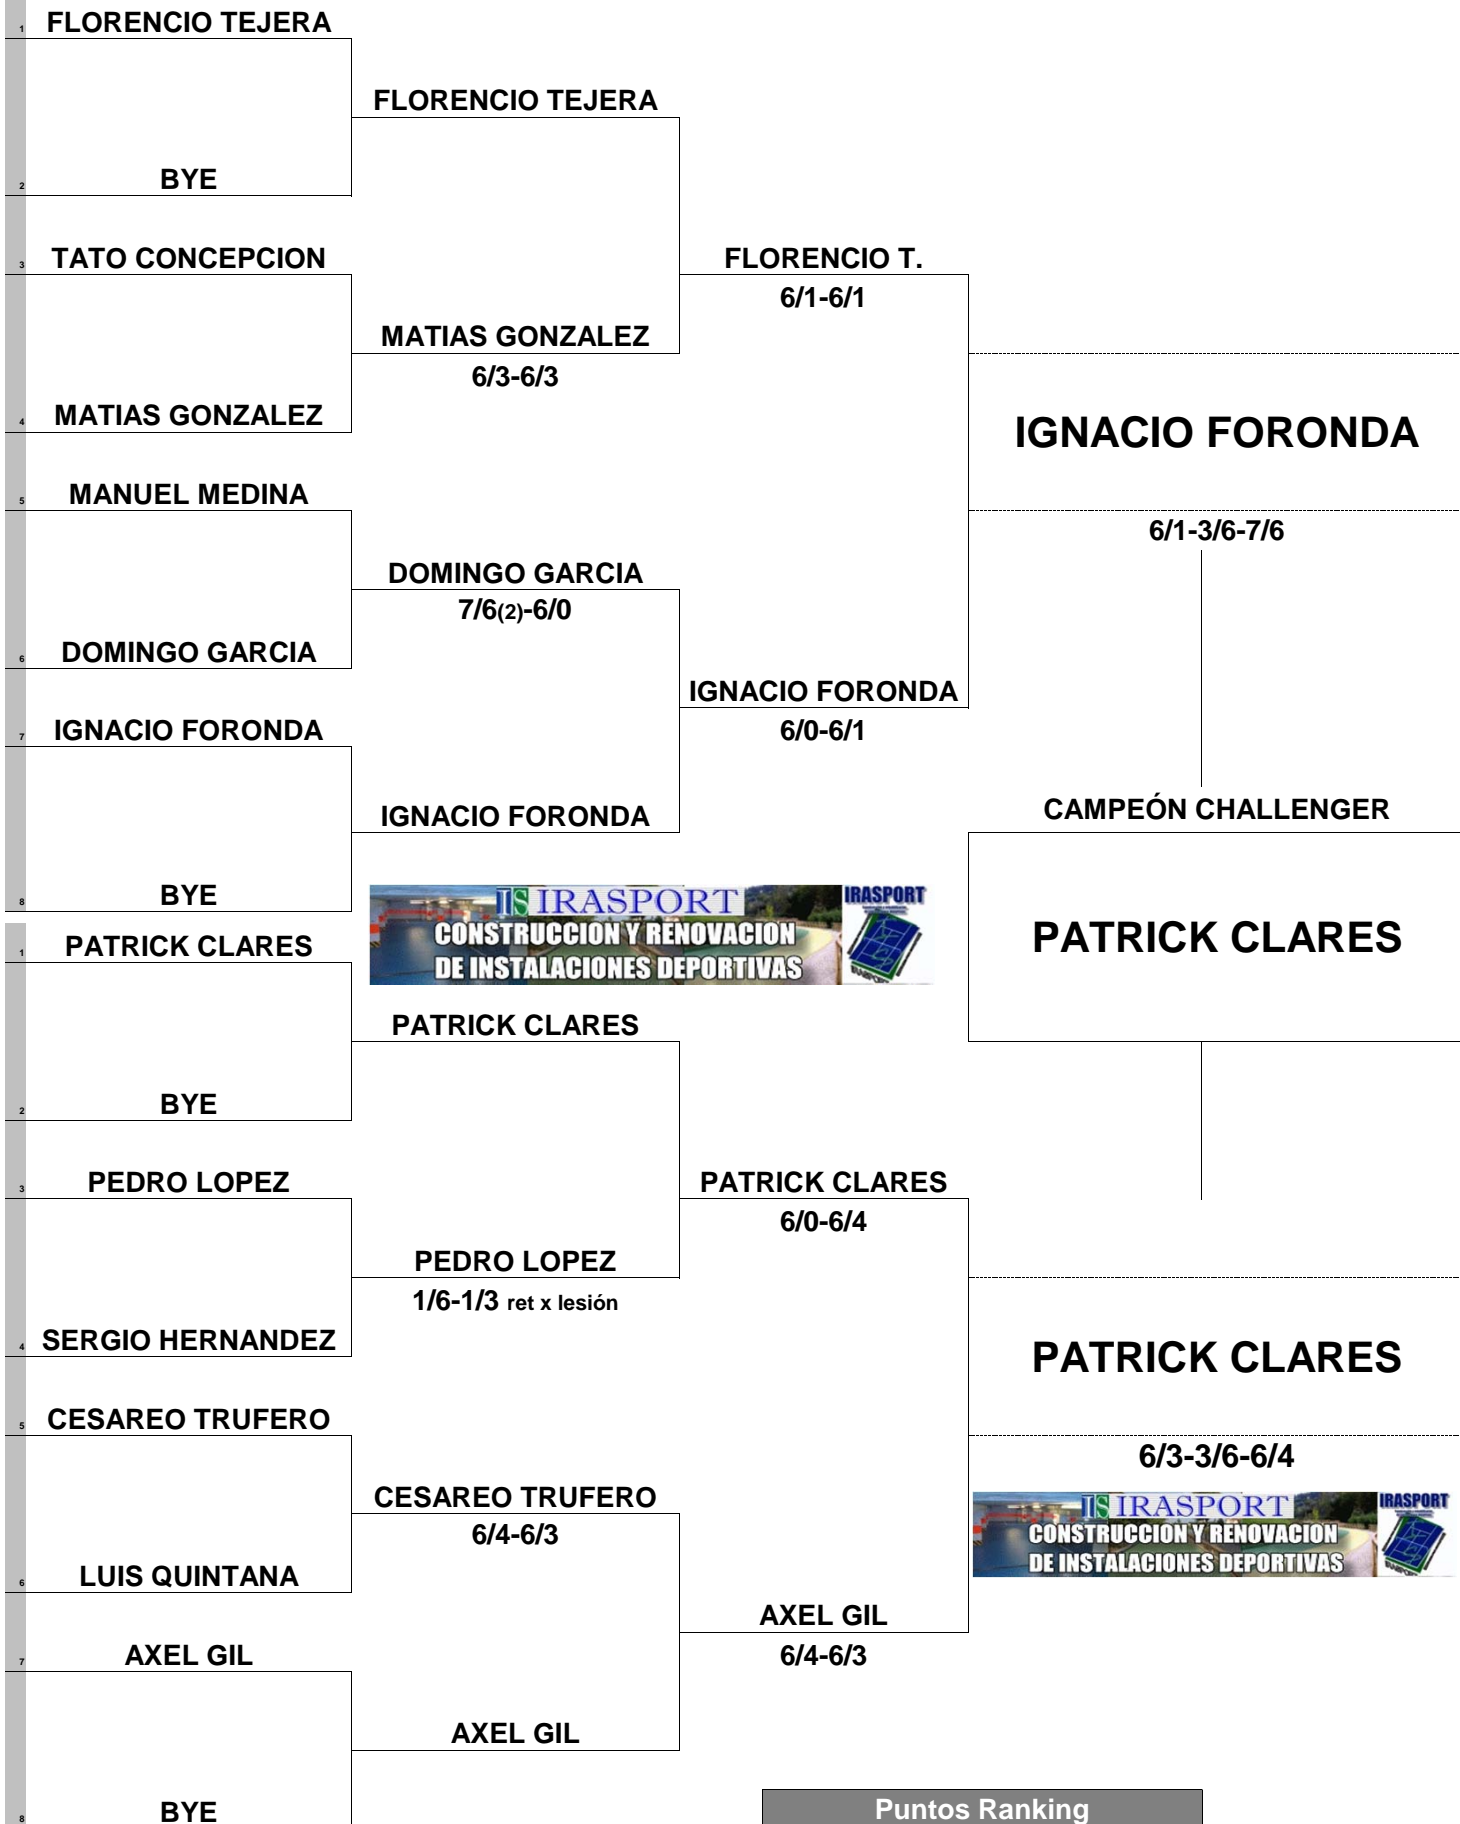 1 FLORENCIO TEJERA
FLORENCIO TEJERA
2 BYE
3 TATO CONCEPCION
FLORENCIO T.
6/1-6/1
MATIAS GONZALEZ
6/3-6/3
4 MATIAS GONZALEZ
IGNACIO FORONDA
5 MANUEL MEDINA
6/1-3/6-7/6
DOMINGO GARCIA
7/6(2)-6/0
6 DOMINGO GARCIA
IGNACIO FORONDA
6/0-6/1
7 IGNACIO FORONDA
IGNACIO FORONDA
CAMPEÓN CHALLENGER
8 BYE
IS IRASPORT
IRASPORT
CONSTRUCCION Y RENOVACION
DE INSTALACIONES DEPORTIVAS
PATRICK CLARES
1 PATRICK CLARES
PATRICK CLARES
2 BYE
3 PEDRO LOPEZ
PATRICK CLARES
6/0-6/4
PEDRO LOPEZ
1/6-1/3 ret x lesión
4 SERGIO HERNANDEZ
PATRICK CLARES
5 CESAREO TRUFERO
6/3-3/6-6/4
CESAREO TRUFERO
6/4-6/3
IS IRASPORT
IRASPORT
CONSTRUCCION Y RENOVACION
DE INSTALACIONES DEPORTIVAS
6 LUIS QUINTANA
AXEL GIL
6/4-6/3
7 AXEL GIL
AXEL GIL
8 BYE
Puntos Ranking